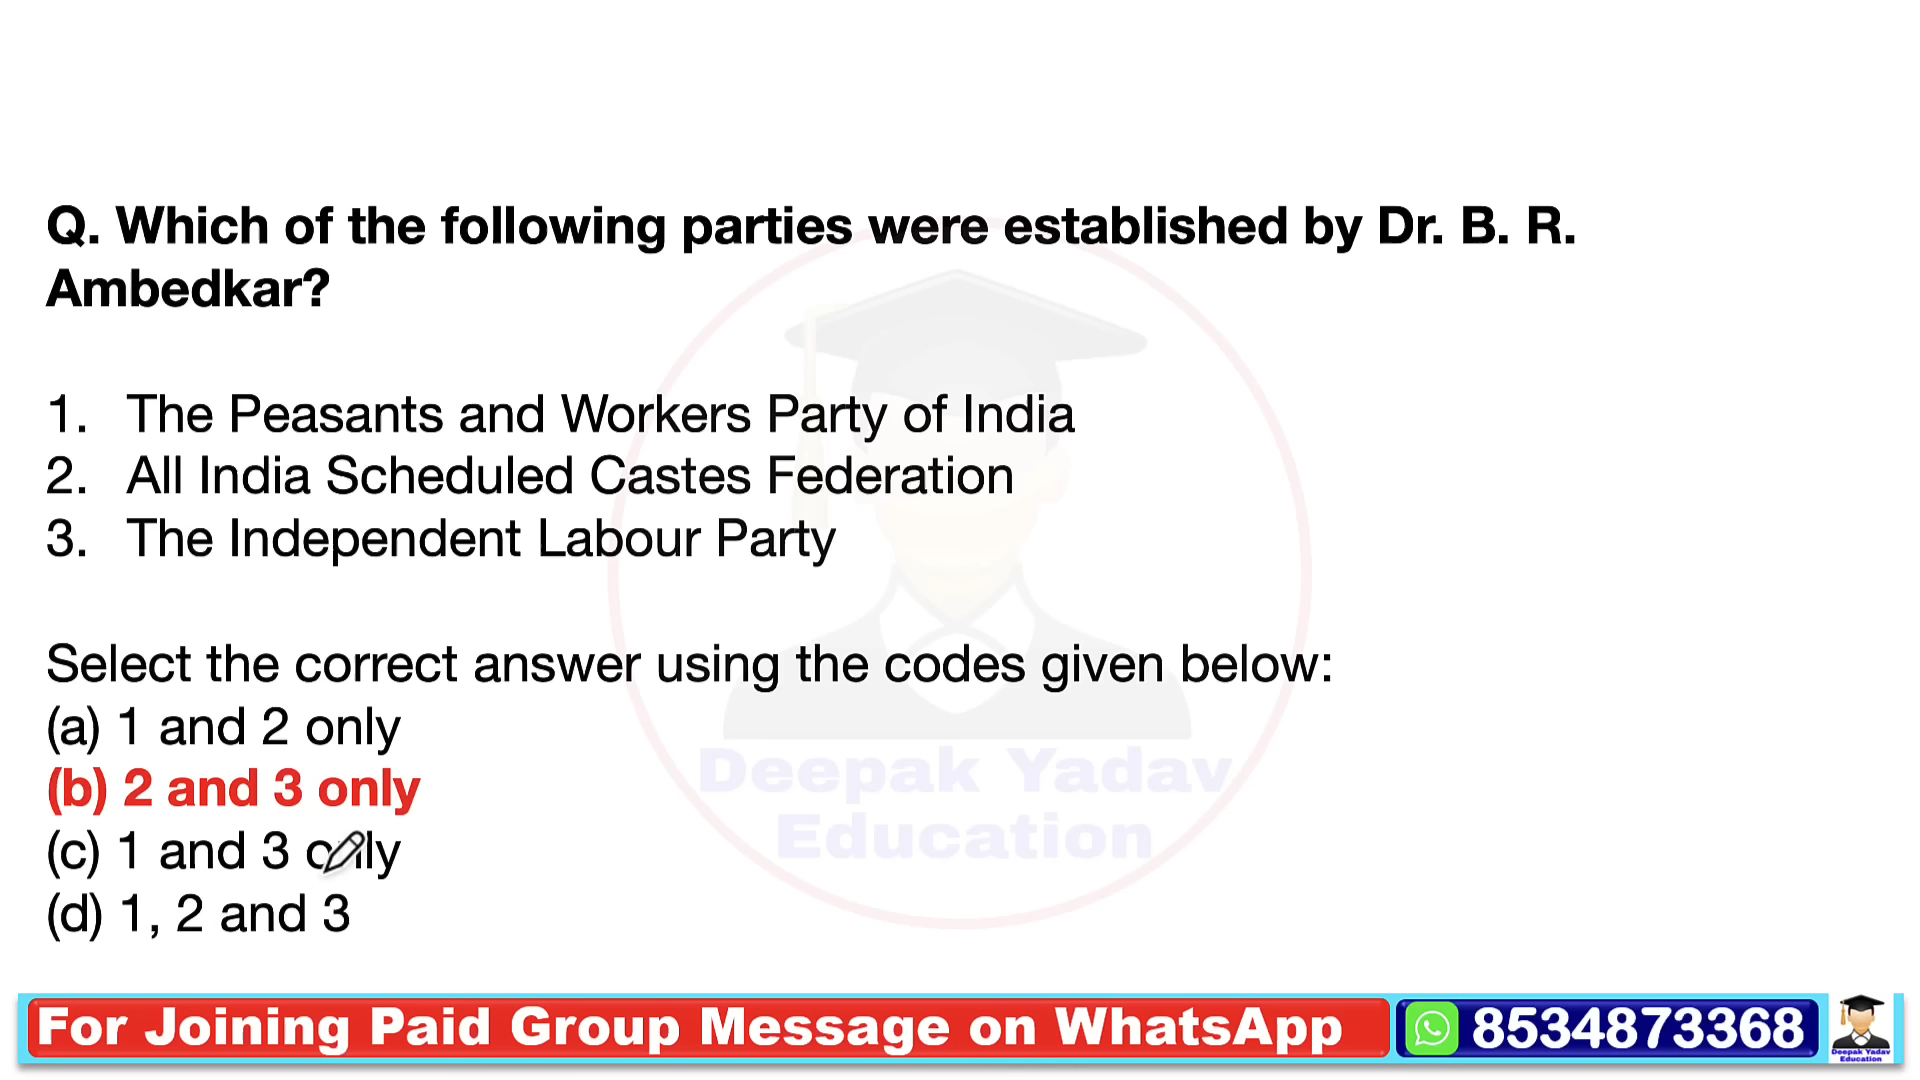 Q. Which of the following parties were established by Dr. B. R.
Ambedkar?
1. The Peasants and Workers Party of India
2. All India Scheduled Castes Federation
3. The Independent Labour Party
Select the correct answer using the codes given below:
(a) 1 and 2 only
(b) 2 and 3 only
(c) 1 and 3 only
(d) 1, 2 and 3
Deepak Yadav
Education
For Joining Paid Group Message on WhatsApp
8534873368
Deepak Yadav
Education